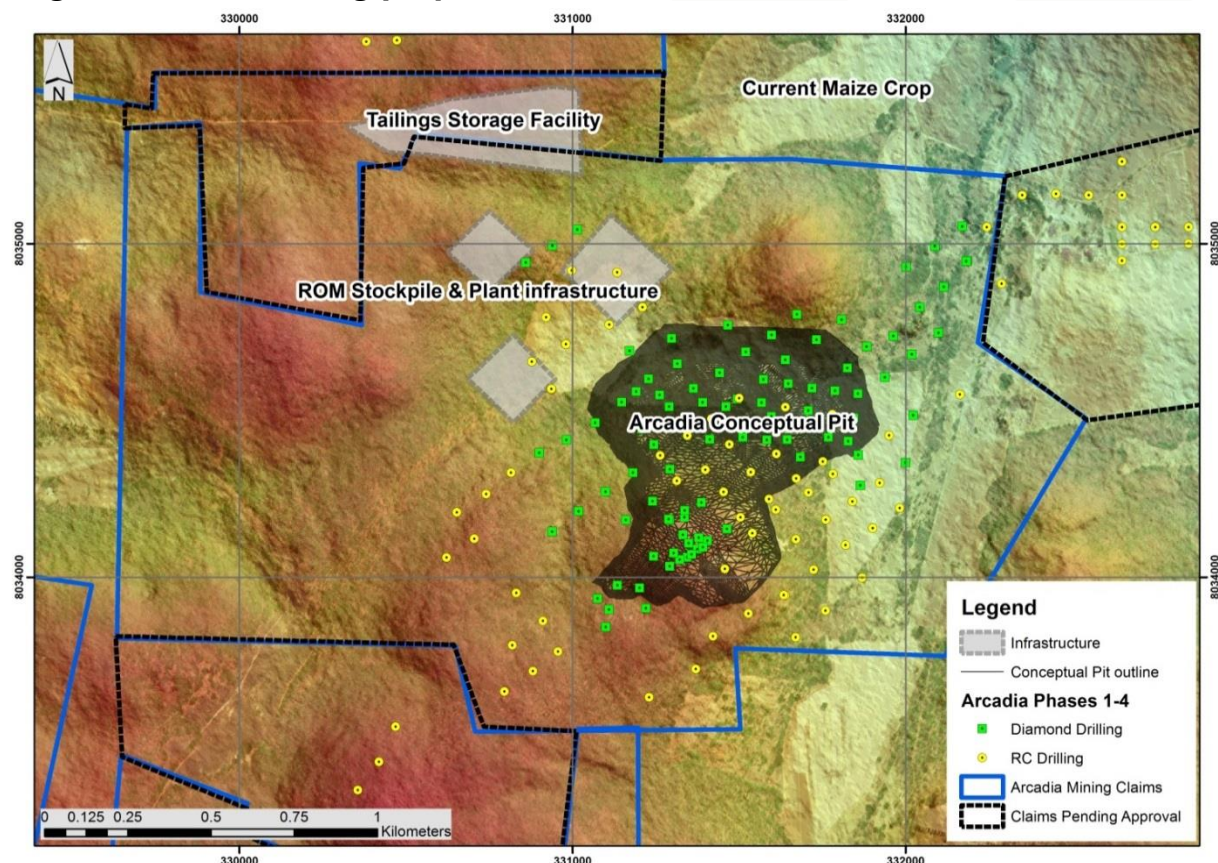 330000
331000
332000
N
Current Maize Crop
Tailings Storage Facility
8035000
8035000
ROM Stockpile & Plant infrastructure
Arcadia Conceptual Pit
8034000
8034000
Legend
Infrastructure
Conceptual Pit outline
Arcadia Phases 1-4
Diamond Drilling
RC Drilling
Arcadia Mining Claims
Claims Pending Approval
0 0.125 0.25 0.5 0.75 1
Kilometers
330000
331000
332000